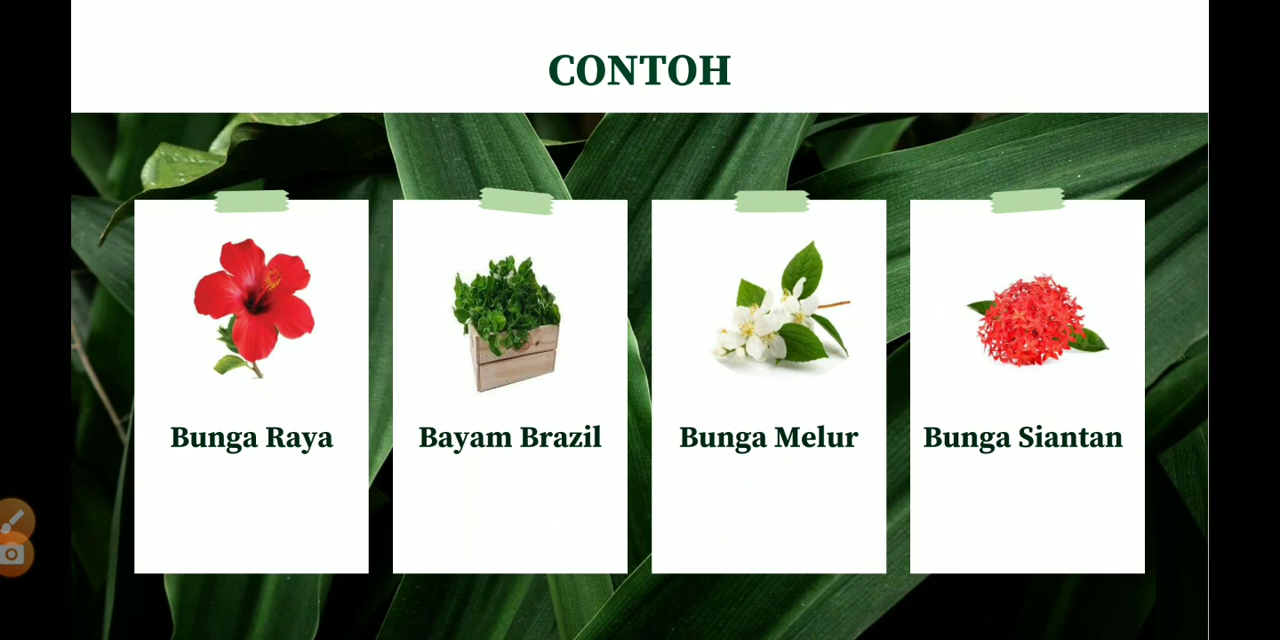 CONTOH
Bunga Raya
Bayam Brazil
Bunga Melur
Bunga Siantan